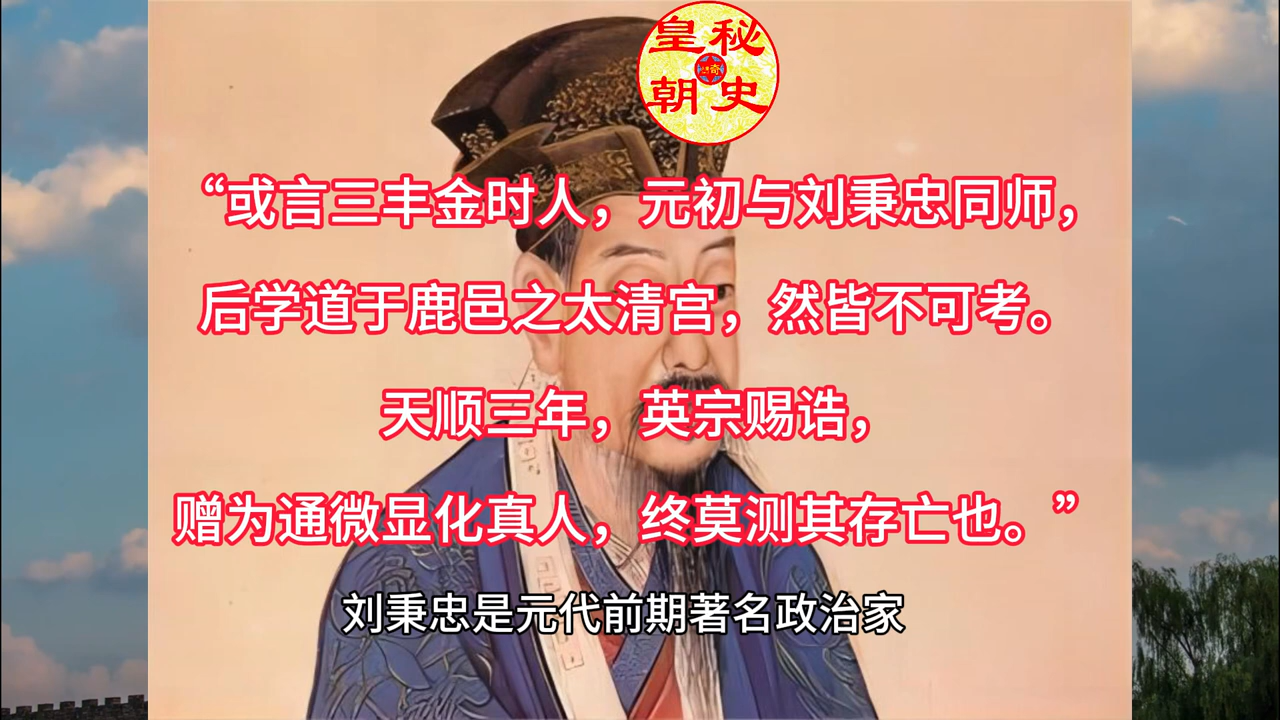 皇秘
朝史
“或言三丰金时人，元初与刘秉忠同师，
后学道于鹿邑之太清宫，然皆不可考。
天顺三年，英宗赐诰，
赠为通微显化真人，终莫测其存亡也。”
刘秉忠是元代前期著名政治家